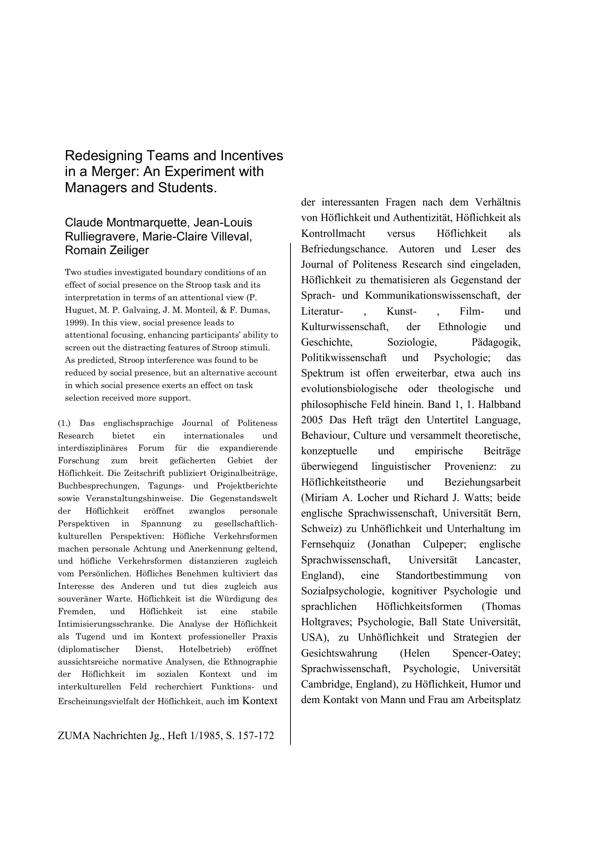 Redesigning Teams and Incentives
in a Merger: An Experiment with
Managers and Students.
Claude Montmarquette, Jean-Louis
Rulliegravere, Marie-Claire Villeval,
Romain Zeiliger
Two studies investigated boundary conditions of an
effect of social presence on the Stroop task and its
interpretation in terms of an attentional view (P.
Huguet, M. P. Galvaing, J. M. Monteil, & F. Dumas,
1999). In this view, social presence leads to
attentional focusing, enhancing participants' ability to
screen out the distracting features of Stroop stimuli.
As predicted, Stroop interference was found to be
reduced by social presence, but an alternative account
in which social presence exerts an effect on task
selection received more support.
(1.) Das englischsprachige Journal of Politeness
Research bietet ein internationales und
interdisziplinäres Forum für die expandierende
Forschung zum breit gefächerten Gebiet der
Höflichkeit. Die Zeitschrift publiziert Originalbeiträge,
Buchbesprechungen, Tagungs- und Projektberichte
sowie Veranstaltungshinweise. Die Gegenstandswelt
der Höflichkeit eröffnet zwanglos personale
Perspektiven in Spannung zu gesellschaftlich-
kulturellen Perspektiven: Höfliche Verkehrsformen
machen personale Achtung und Anerkennung geltend,
und höfliche Verkehrsformen distanzieren zugleich
vom Persönlichen. Höfliches Benehmen kultiviert das
Interesse des Anderen und tut dies zugleich aus
souveräner Warte. Höflichkeit ist die Würdigung des
Fremden, und Höflichkeit ist eine stabile
Intimisierungsschranke. Die Analyse der Höflichkeit
als Tugend und im Kontext professioneller Praxis
(diplomatischer Dienst, Hotelbetrieb) eröffnet
aussichtsreiche normative Analysen, die Ethnographie
der Höflichkeit im sozialen Kontext und im
interkulturellen Feld recherchiert Funktions- und
Erscheinungsvielfalt der Höflichkeit, auch im Kontext
ZUMA Nachrichten Jg., Heft 1/1985, S. 157-172
der interessanten Fragen nach dem Verhältnis
von Höflichkeit und Authentizität, Höflichkeit als
Kontrollmacht versus Höflichkeit als
Befriedungschance. Autoren und Leser des
Journal of Politeness Research sind eingeladen,
Höflichkeit zu thematisieren als Gegenstand der
Sprach- und Kommunikationswissenschaft, der
Literatur- , Kunst- , Film- und
Kulturwissenschaft, der Ethnologie und
Geschichte, Soziologie, Pädagogik,
Politikwissenschaft und Psychologie; das
Spektrum ist offen erweiterbar, etwa auch ins
evolutionsbiologische oder theologische und
philosophische Feld hinein. Band 1, 1. Halbband
2005 Das Heft trägt den Untertitel Language,
Behaviour, Culture und versammelt theoretische,
konzeptuelle und empirische Beiträge
überwiegend linguistischer Provenienz: zu
Höflichkeitstheorie und Beziehungsarbeit
(Miriam A. Locher und Richard J. Watts; beide
englische Sprachwissenschaft, Universität Bern,
Schweiz) zu Unhöflichkeit und Unterhaltung im
Fernsehquiz (Jonathan Culpeper; englische
Sprachwissenschaft, Universität Lancaster,
England), eine Standortbestimmung von
Sozialpsychologie, kognitiver Psychologie und
sprachlichen Höflichkeitsformen (Thomas
Holtgraves; Psychologie, Ball State Universität,
USA), zu Unhöflichkeit und Strategien der
Gesichtswahrung (Helen Spencer-Oatey;
Sprachwissenschaft, Psychologie, Universität
Cambridge, England), zu Höflichkeit, Humor und
dem Kontakt von Mann und Frau am Arbeitsplatz